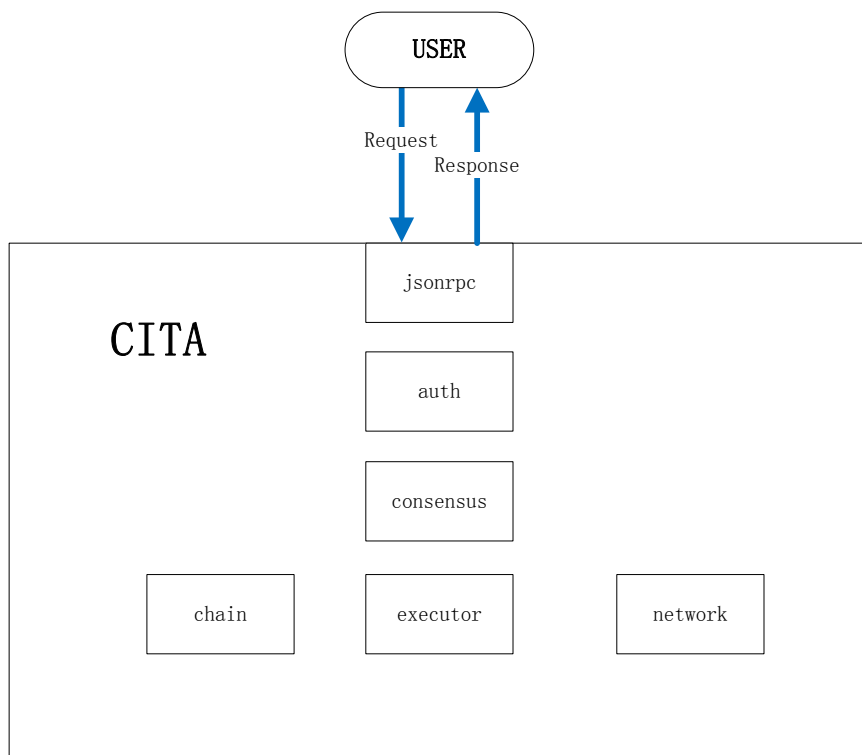 USER
Request
Response
jsonrpc
CITA
auth
consensus
chain
executor
network